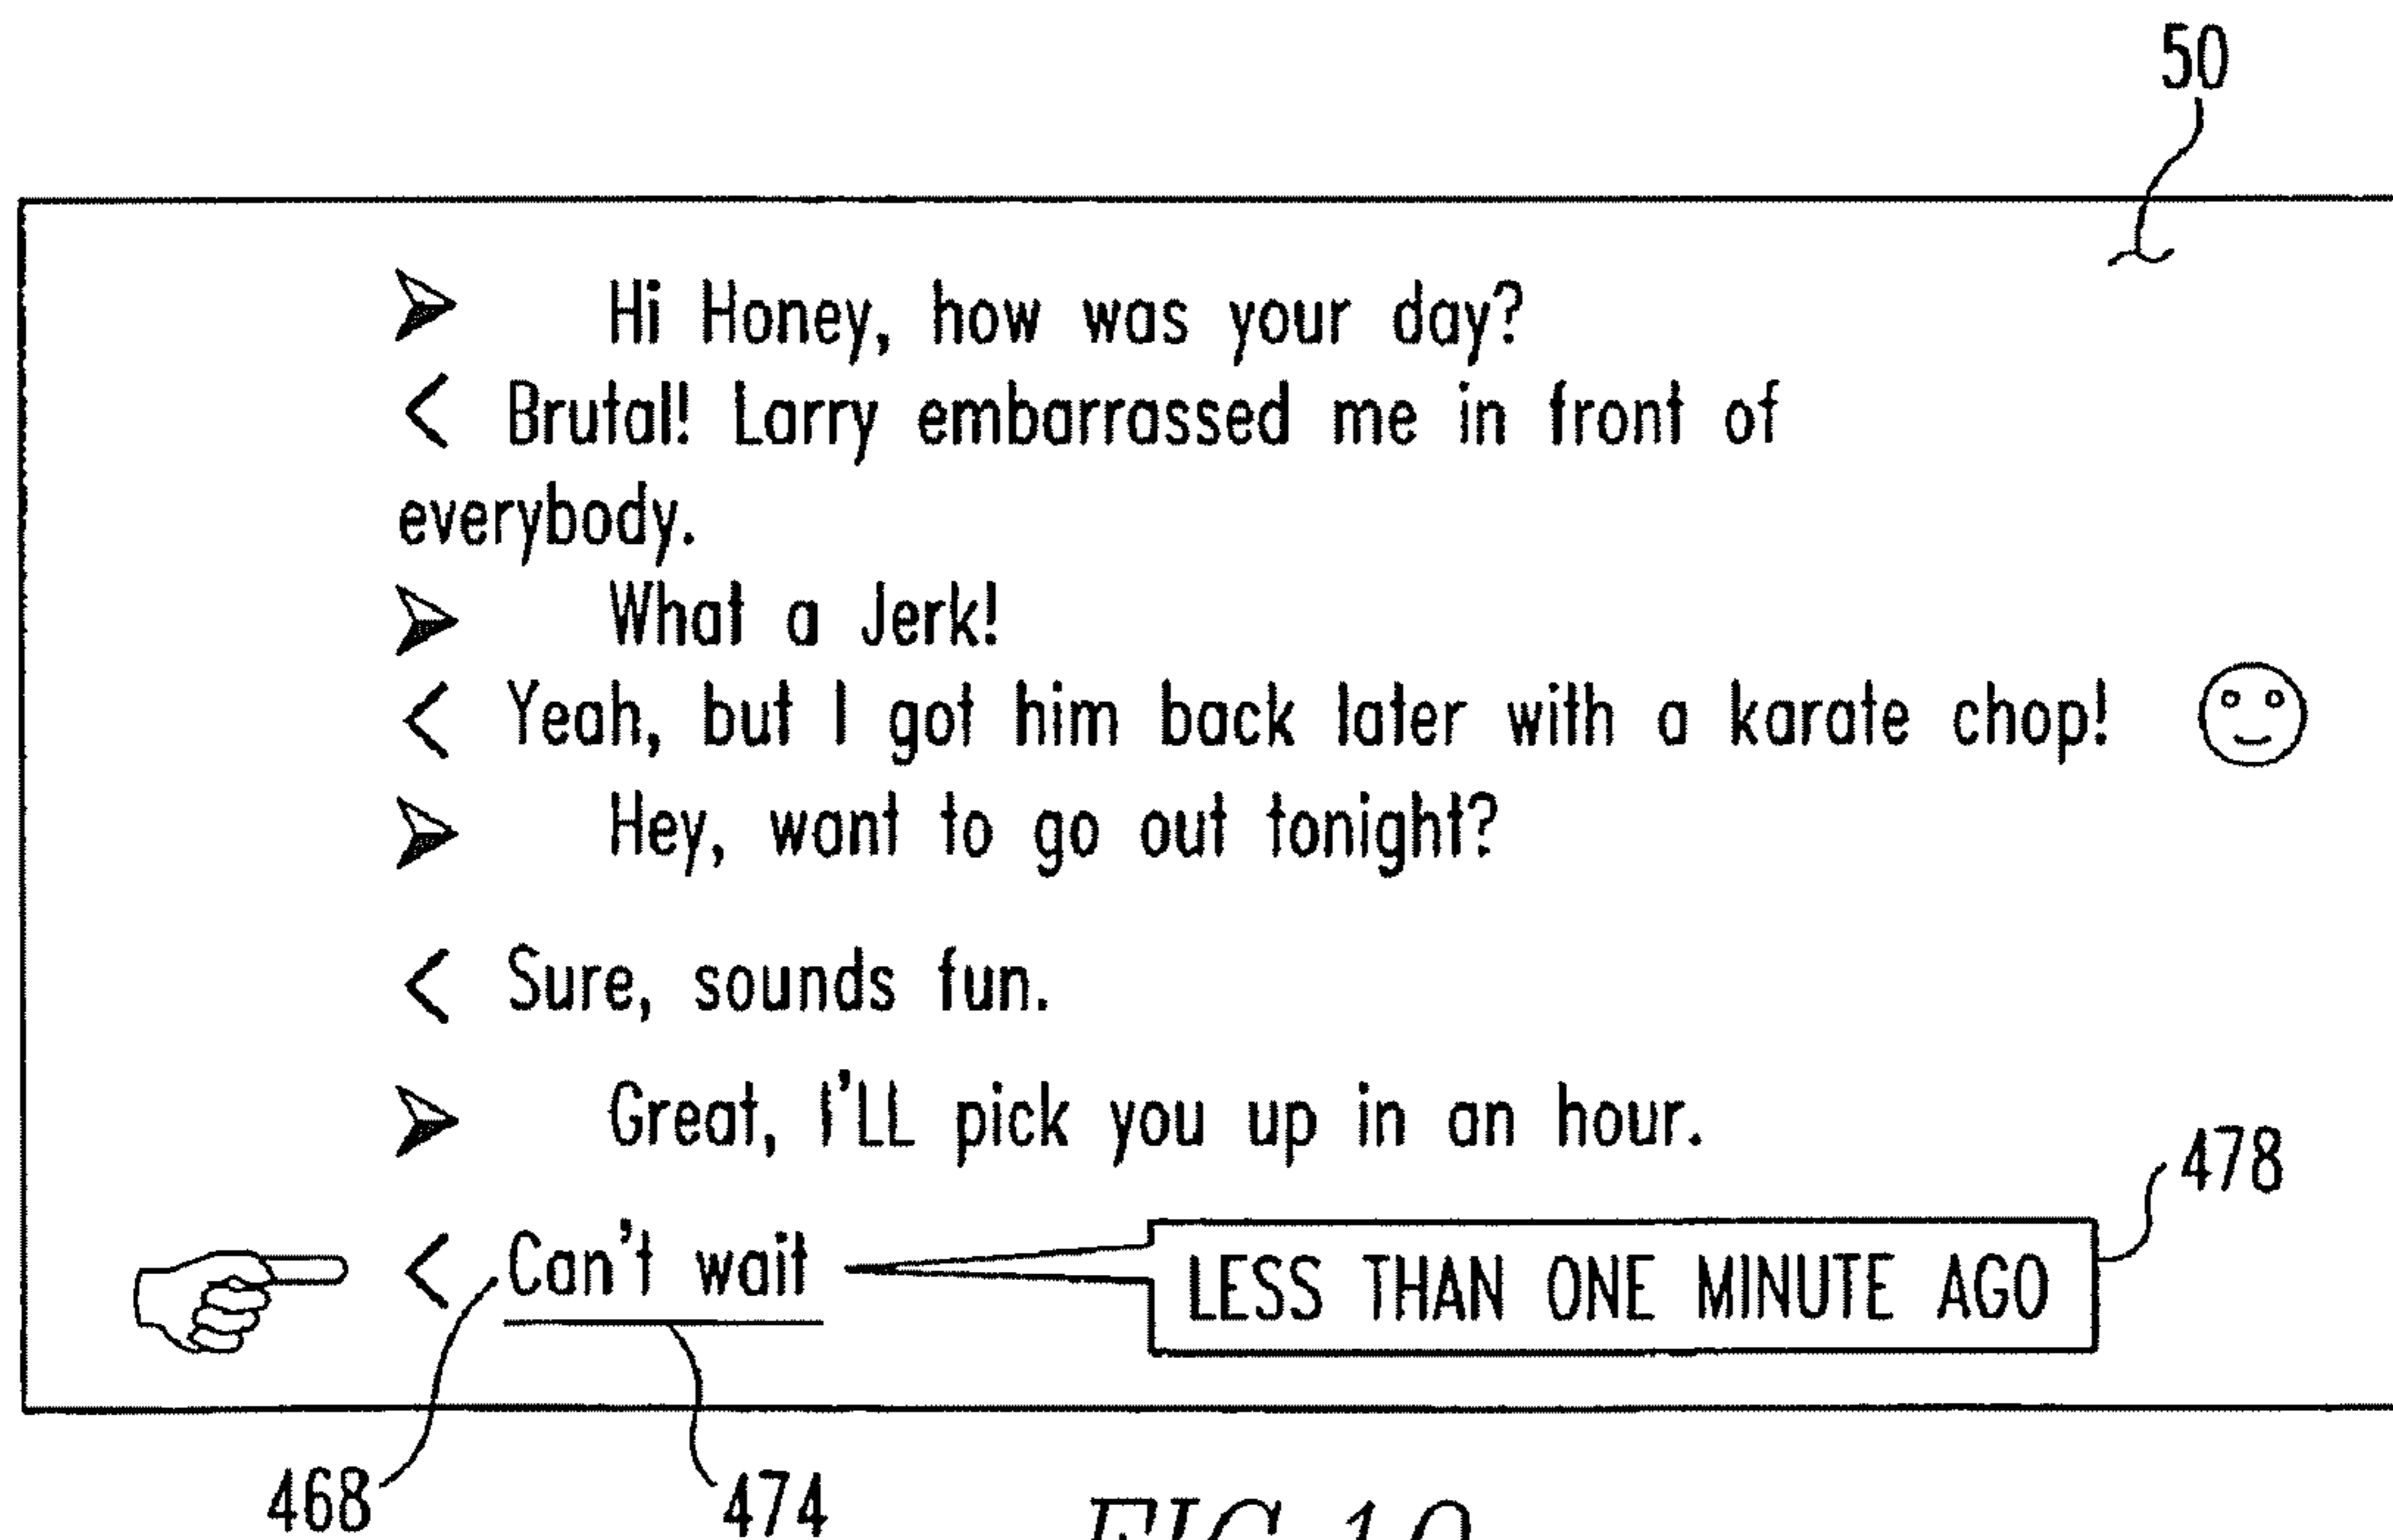 50
➢ Hi Honey, how was your day?
< Brutal! Larry embarrassed me in front of
everybody.
➢ What a Jerk!
< Yeah, but I got him back later with a karate chop!
➢ Hey, want to go out tonight?
< Sure, sounds fun.
➢ Great, I'LL pick you up in an hour.
478
< Can't wait LESS THAN ONE MINUTE AGO
468 474
FIG.10